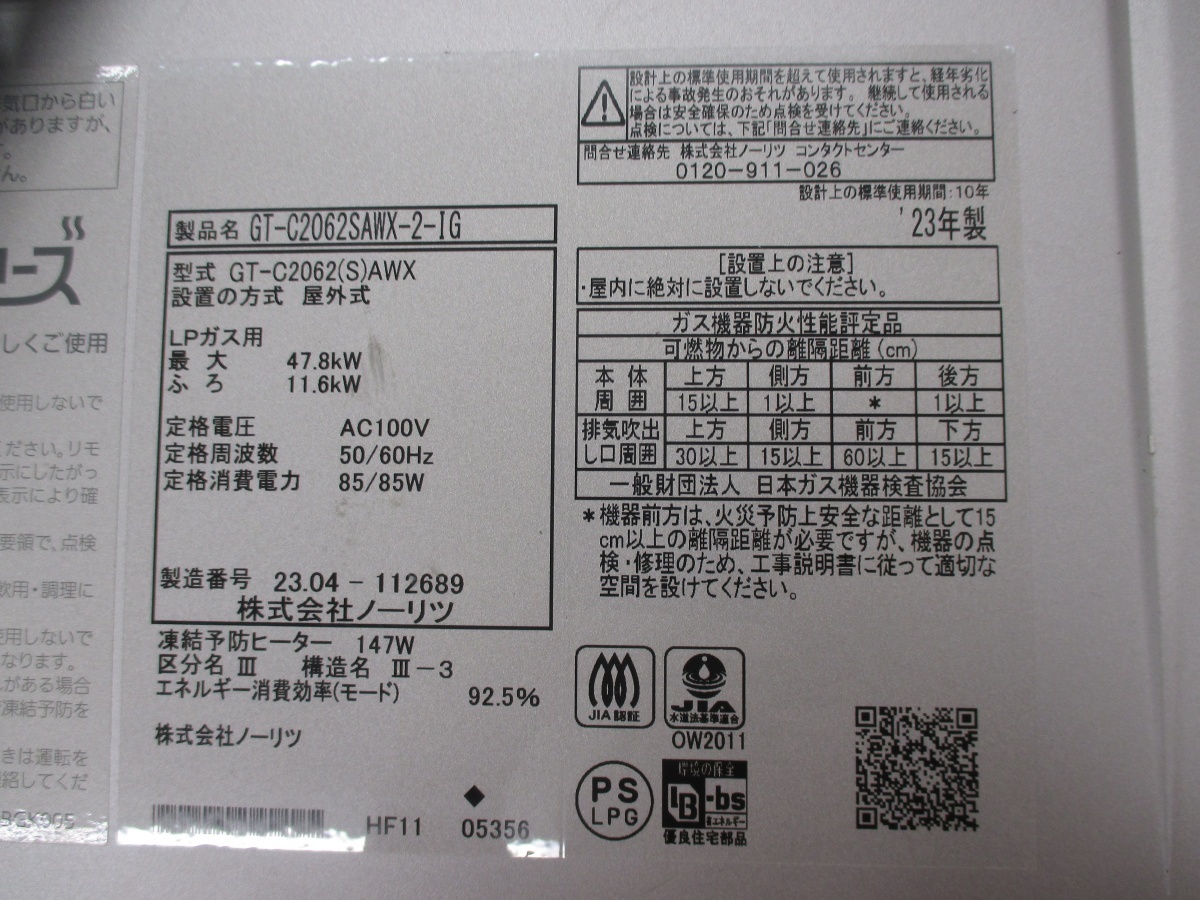 気口から白い
がありますが、
。
ん。
ーズ
しくご使用
使用しないで
ください。リモ
示にしたがっ
表示により確
要領で、点検
飲用・調理に
使用しないで
なります。
がある場合
凍結予防を
きは運転を
絡してくだ
製品名 GT-C2062SAWX-2-IG
型式 GT-C2062(S)AWX
設置の方式 屋外式
LPガス用
最大 47.8kW
ふろ 11.6kW
定格電圧 AC100V
定格周波数 50/60Hz
定格消費電力 85/85W
製造番号 23.04 - 112689
株式会社ノーリツ
凍結予防ヒーター 147W
区分名 Ⅲ 構造名 Ⅲ-3
エネルギー消費効率(モード) 92.5%
株式会社ノーリツ
HF11 05356
設計上の標準使用期間を超えて使用されますと、経年劣化
による事故発生のおそれがあります。継続して使用される
場合は安全確保のため点検を受けてください。
点検については、下記「問合せ連絡先」にご連絡ください。
問合せ連絡先 株式会社ノーリツ コンタクトセンター
0120-911-026
設計上の標準使用期間:10年
'23年製
[設置上の注意]
・屋内に絶対に設置しないでください。
ガス機器防火性能評定品
可燃物からの離隔距離(cm)
本体 上方 側方 前方 後方
周囲 15以上 1以上 * 1以上
排気吹出 上方 側方 前方 下方
し口周囲 30以上 15以上 60以上 15以上
一般財団法人 日本ガス機器検査協会
*機器前方は、火災予防上安全な距離として15
cm以上の離隔距離が必要ですが、機器の点
検・修理のため、工事説明書に従って適切な
空間を設けてください。
JIA認証
JIA
水道法基準適合
OW2011
PS
LPG
環境の保全
-bs
省エネルギー
優良住宅部品